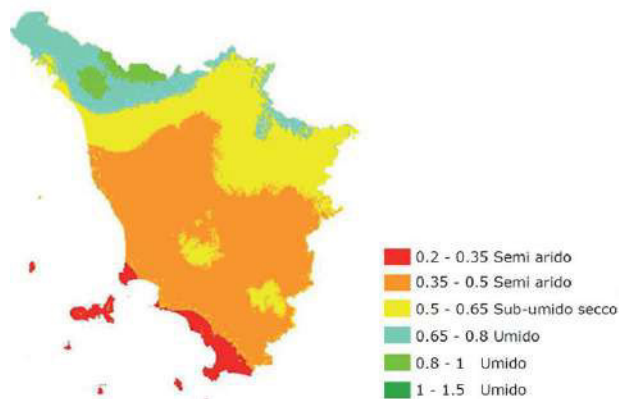 0.2 - 0.35 Semi arido
0.35 - 0.5 Semi arido
0.5 - 0.65 Sub-umido secco
0.65 - 0.8 Umido
0.8 - 1 Umido
1 - 1.5 Umido